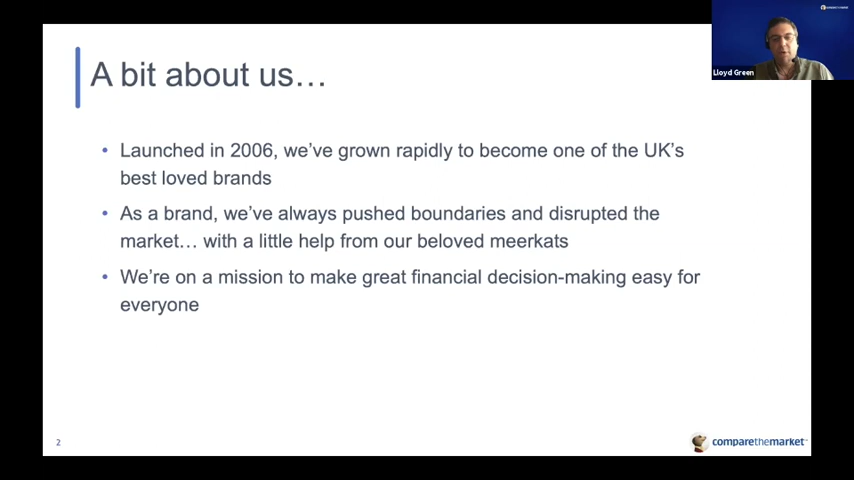 A bit about us…
• Launched in 2006, we've grown rapidly to become one of the UK's
best loved brands
• As a brand, we've always pushed boundaries and disrupted the
market… with a little help from our beloved meerkats
• We're on a mission to make great financial decision-making easy for
everyone
2
comparethemarket
Lloyd Green